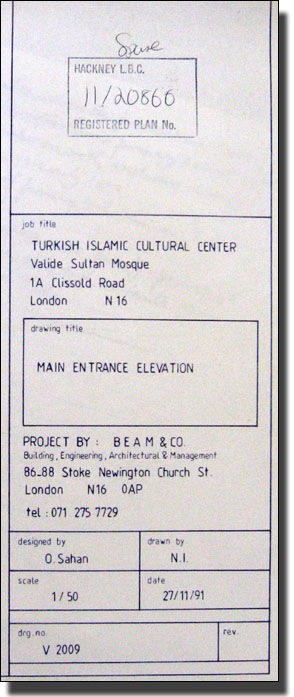 Save
HACKNEY L.B.C.
11/20866
REGISTERED PLAN No.
job title
TURKISH ISLAMIC CULTURAL CENTER
Valide Sultan Mosque
1A Clissold Road
London N 16
drawing title
MAIN ENTRANCE ELEVATION
PROJECT BY : BEAM & CO.
Building, Engineering, Architectural & Management
86-88 Stoke Newington Church St.
London N16 0AP
tel : 071 275 7729
designed by
O. Sahan
drawn by
N.I.
scale
1 / 50
date
27/11/91
drg.no
V 2009
rev.